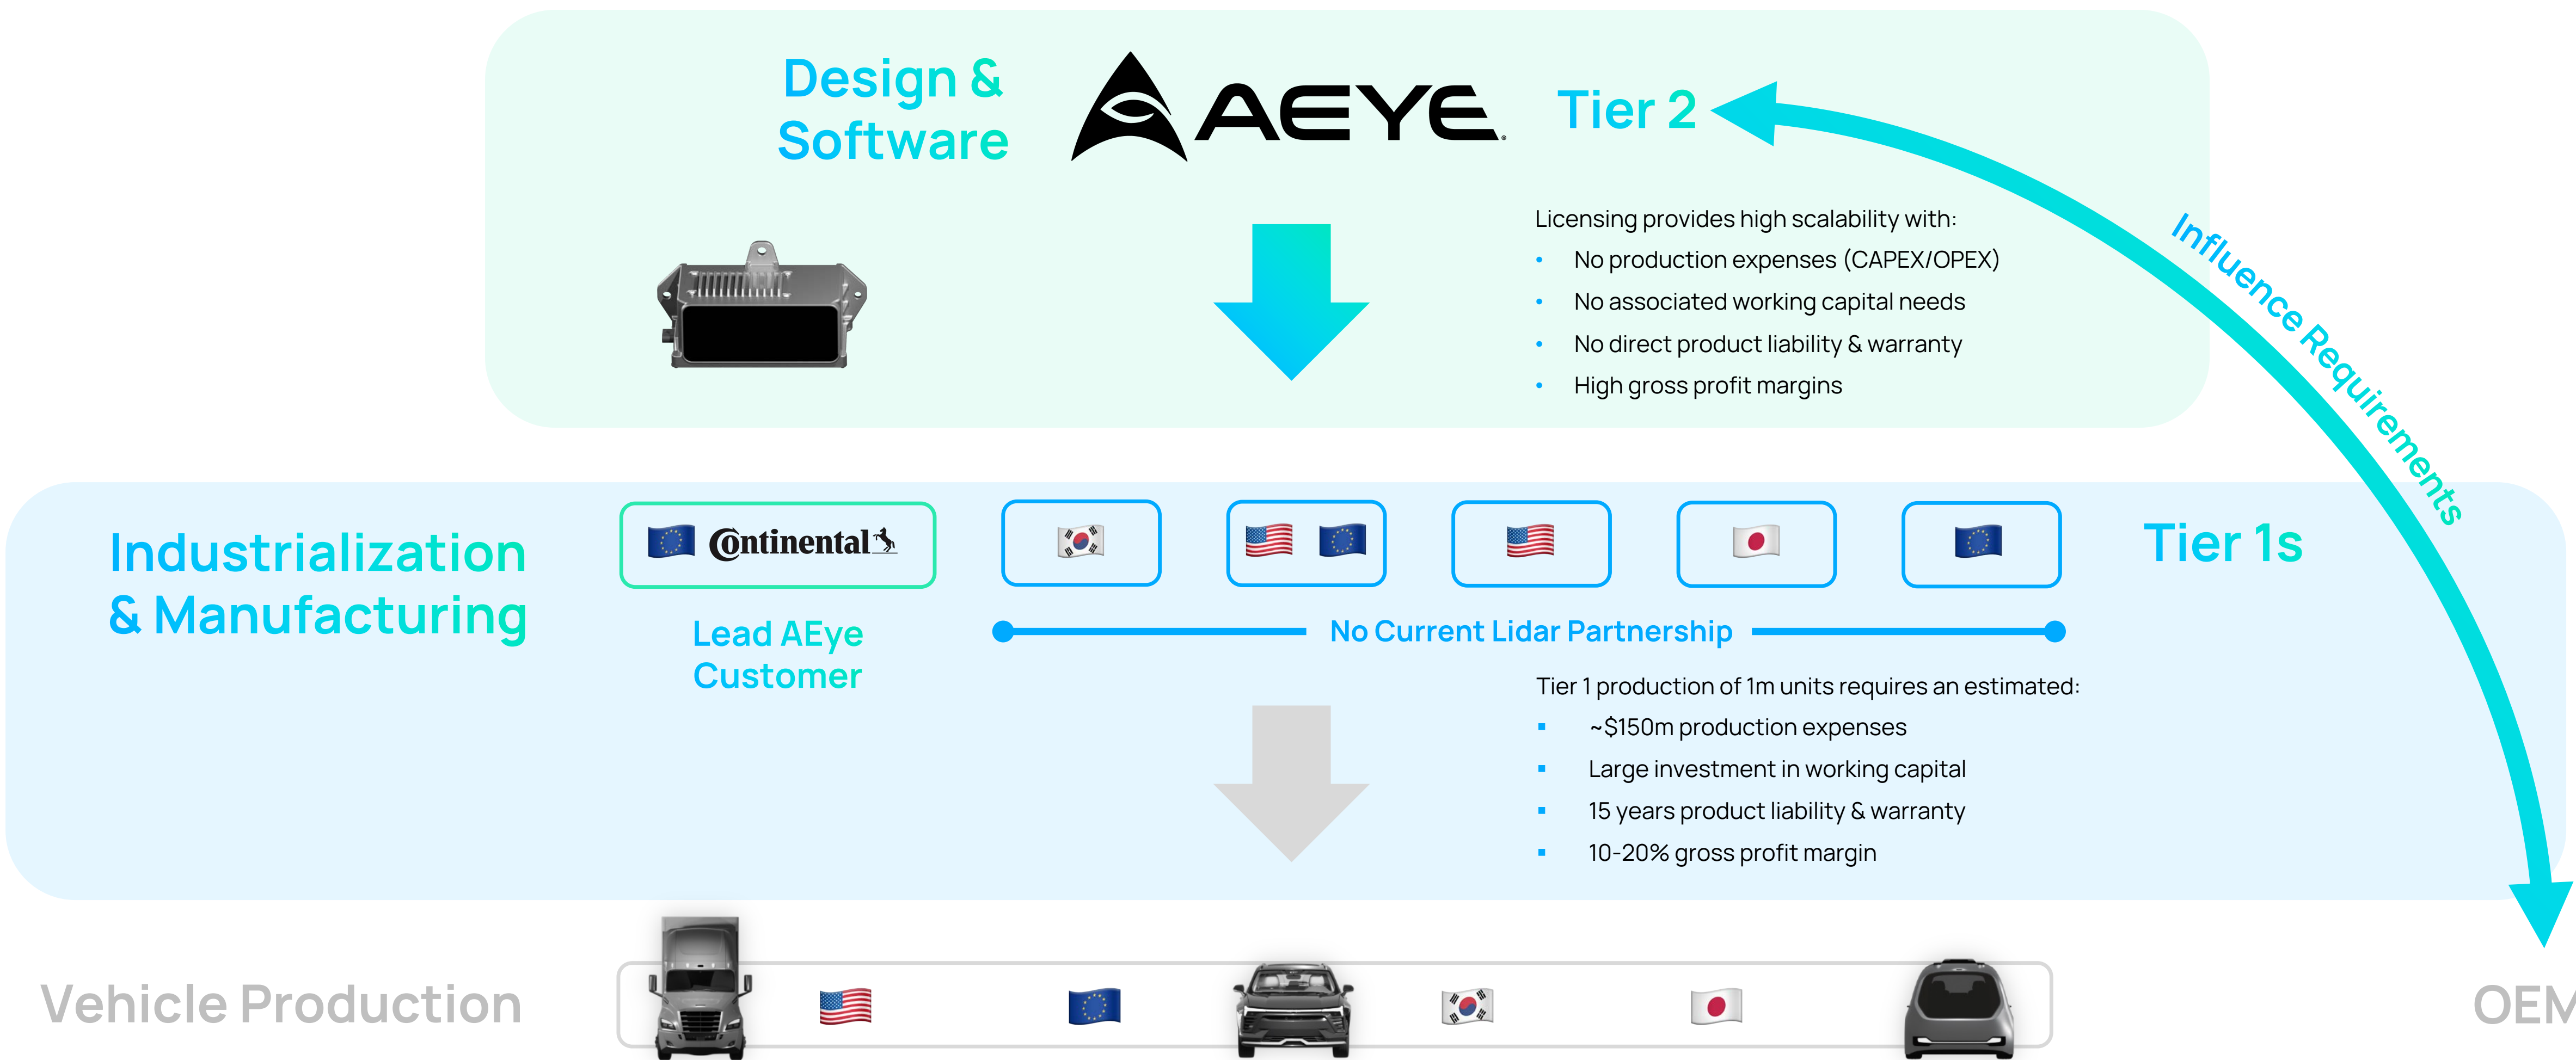 Design &
Software
AEYE
Tier 2
Licensing provides high scalability with:
• No production expenses (CAPEX/OPEX)
• No associated working capital needs
• No direct product liability & warranty
• High gross profit margins
Influence Requirements
Industrialization
& Manufacturing
Continental
Tier 1s
Lead AEye
Customer
No Current Lidar Partnership
Tier 1 production of 1m units requires an estimated:
▪ ~$150m production expenses
▪ Large investment in working capital
▪ 15 years product liability & warranty
▪ 10-20% gross profit margin
Vehicle Production
OEM